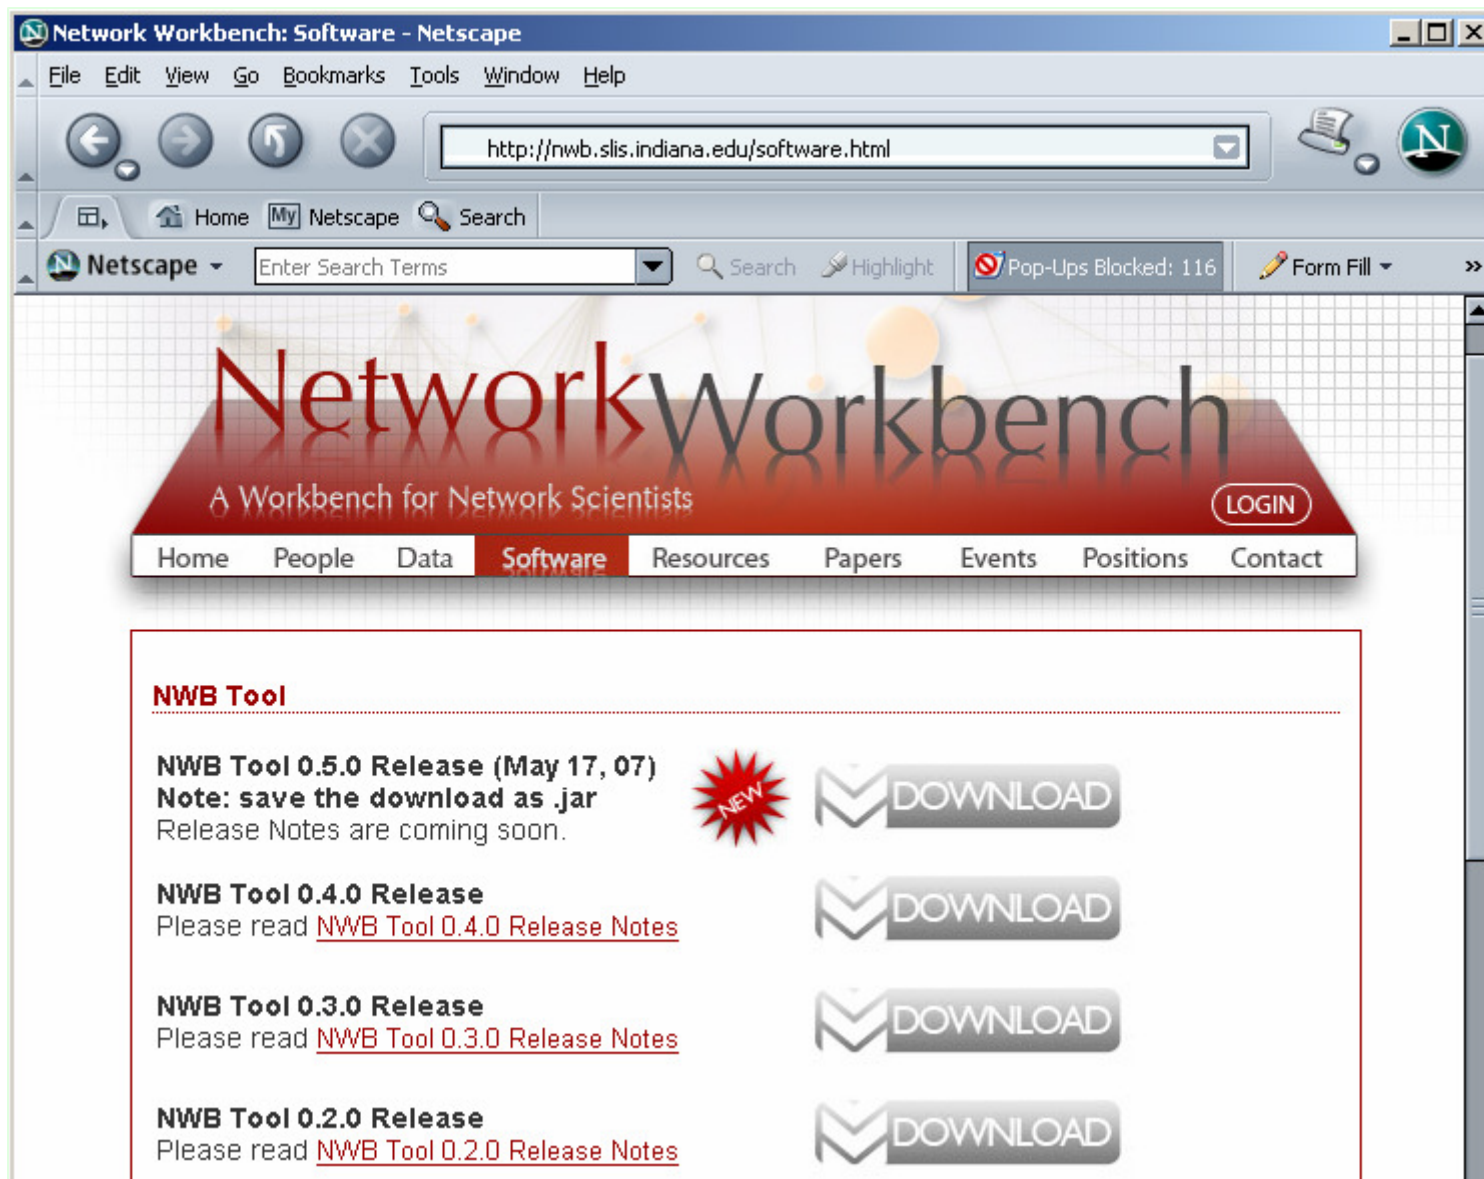 Network Workbench: Software - Netscape
File Edit View Go Bookmarks Tools Window Help
http://nwb.slis.indiana.edu/software.html
N
Home My Netscape Search
Netscape Enter Search Terms Search Highlight Pop-Ups Blocked: 116 Form Fill »
NetworkWorkbench
A Workbench for Network Scientists
LOGIN
Home People Data Software Resources Papers Events Positions Contact
NWB Tool
NWB Tool 0.5.0 Release (May 17, 07)
Note: save the download as .jar
Release Notes are coming soon.
NEW
DOWNLOAD
NWB Tool 0.4.0 Release
Please read NWB Tool 0.4.0 Release Notes
DOWNLOAD
NWB Tool 0.3.0 Release
Please read NWB Tool 0.3.0 Release Notes
DOWNLOAD
NWB Tool 0.2.0 Release
Please read NWB Tool 0.2.0 Release Notes
DOWNLOAD